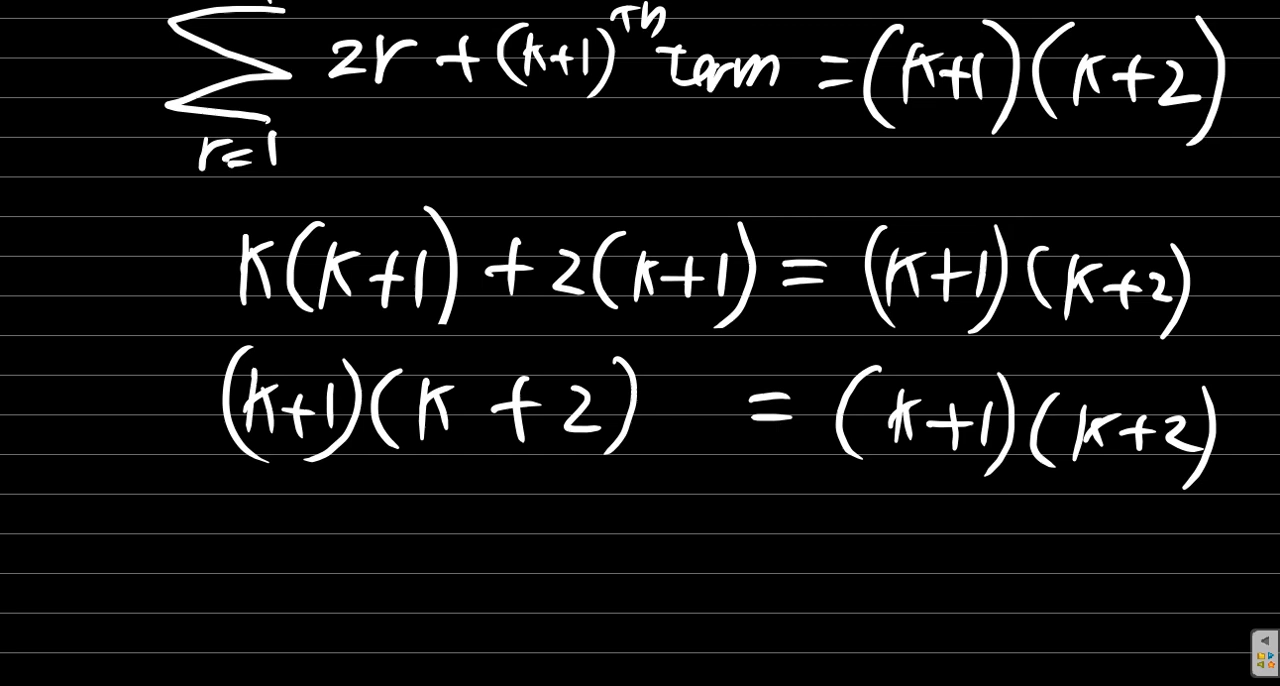 ∑ 2r + (k+1)ᵀʰ term = (k+1)(k+2)
r=1
k(k+1) + 2(k+1) = (k+1)(k+2)
(k+1)(k + 2) = (k+1)(k+2)